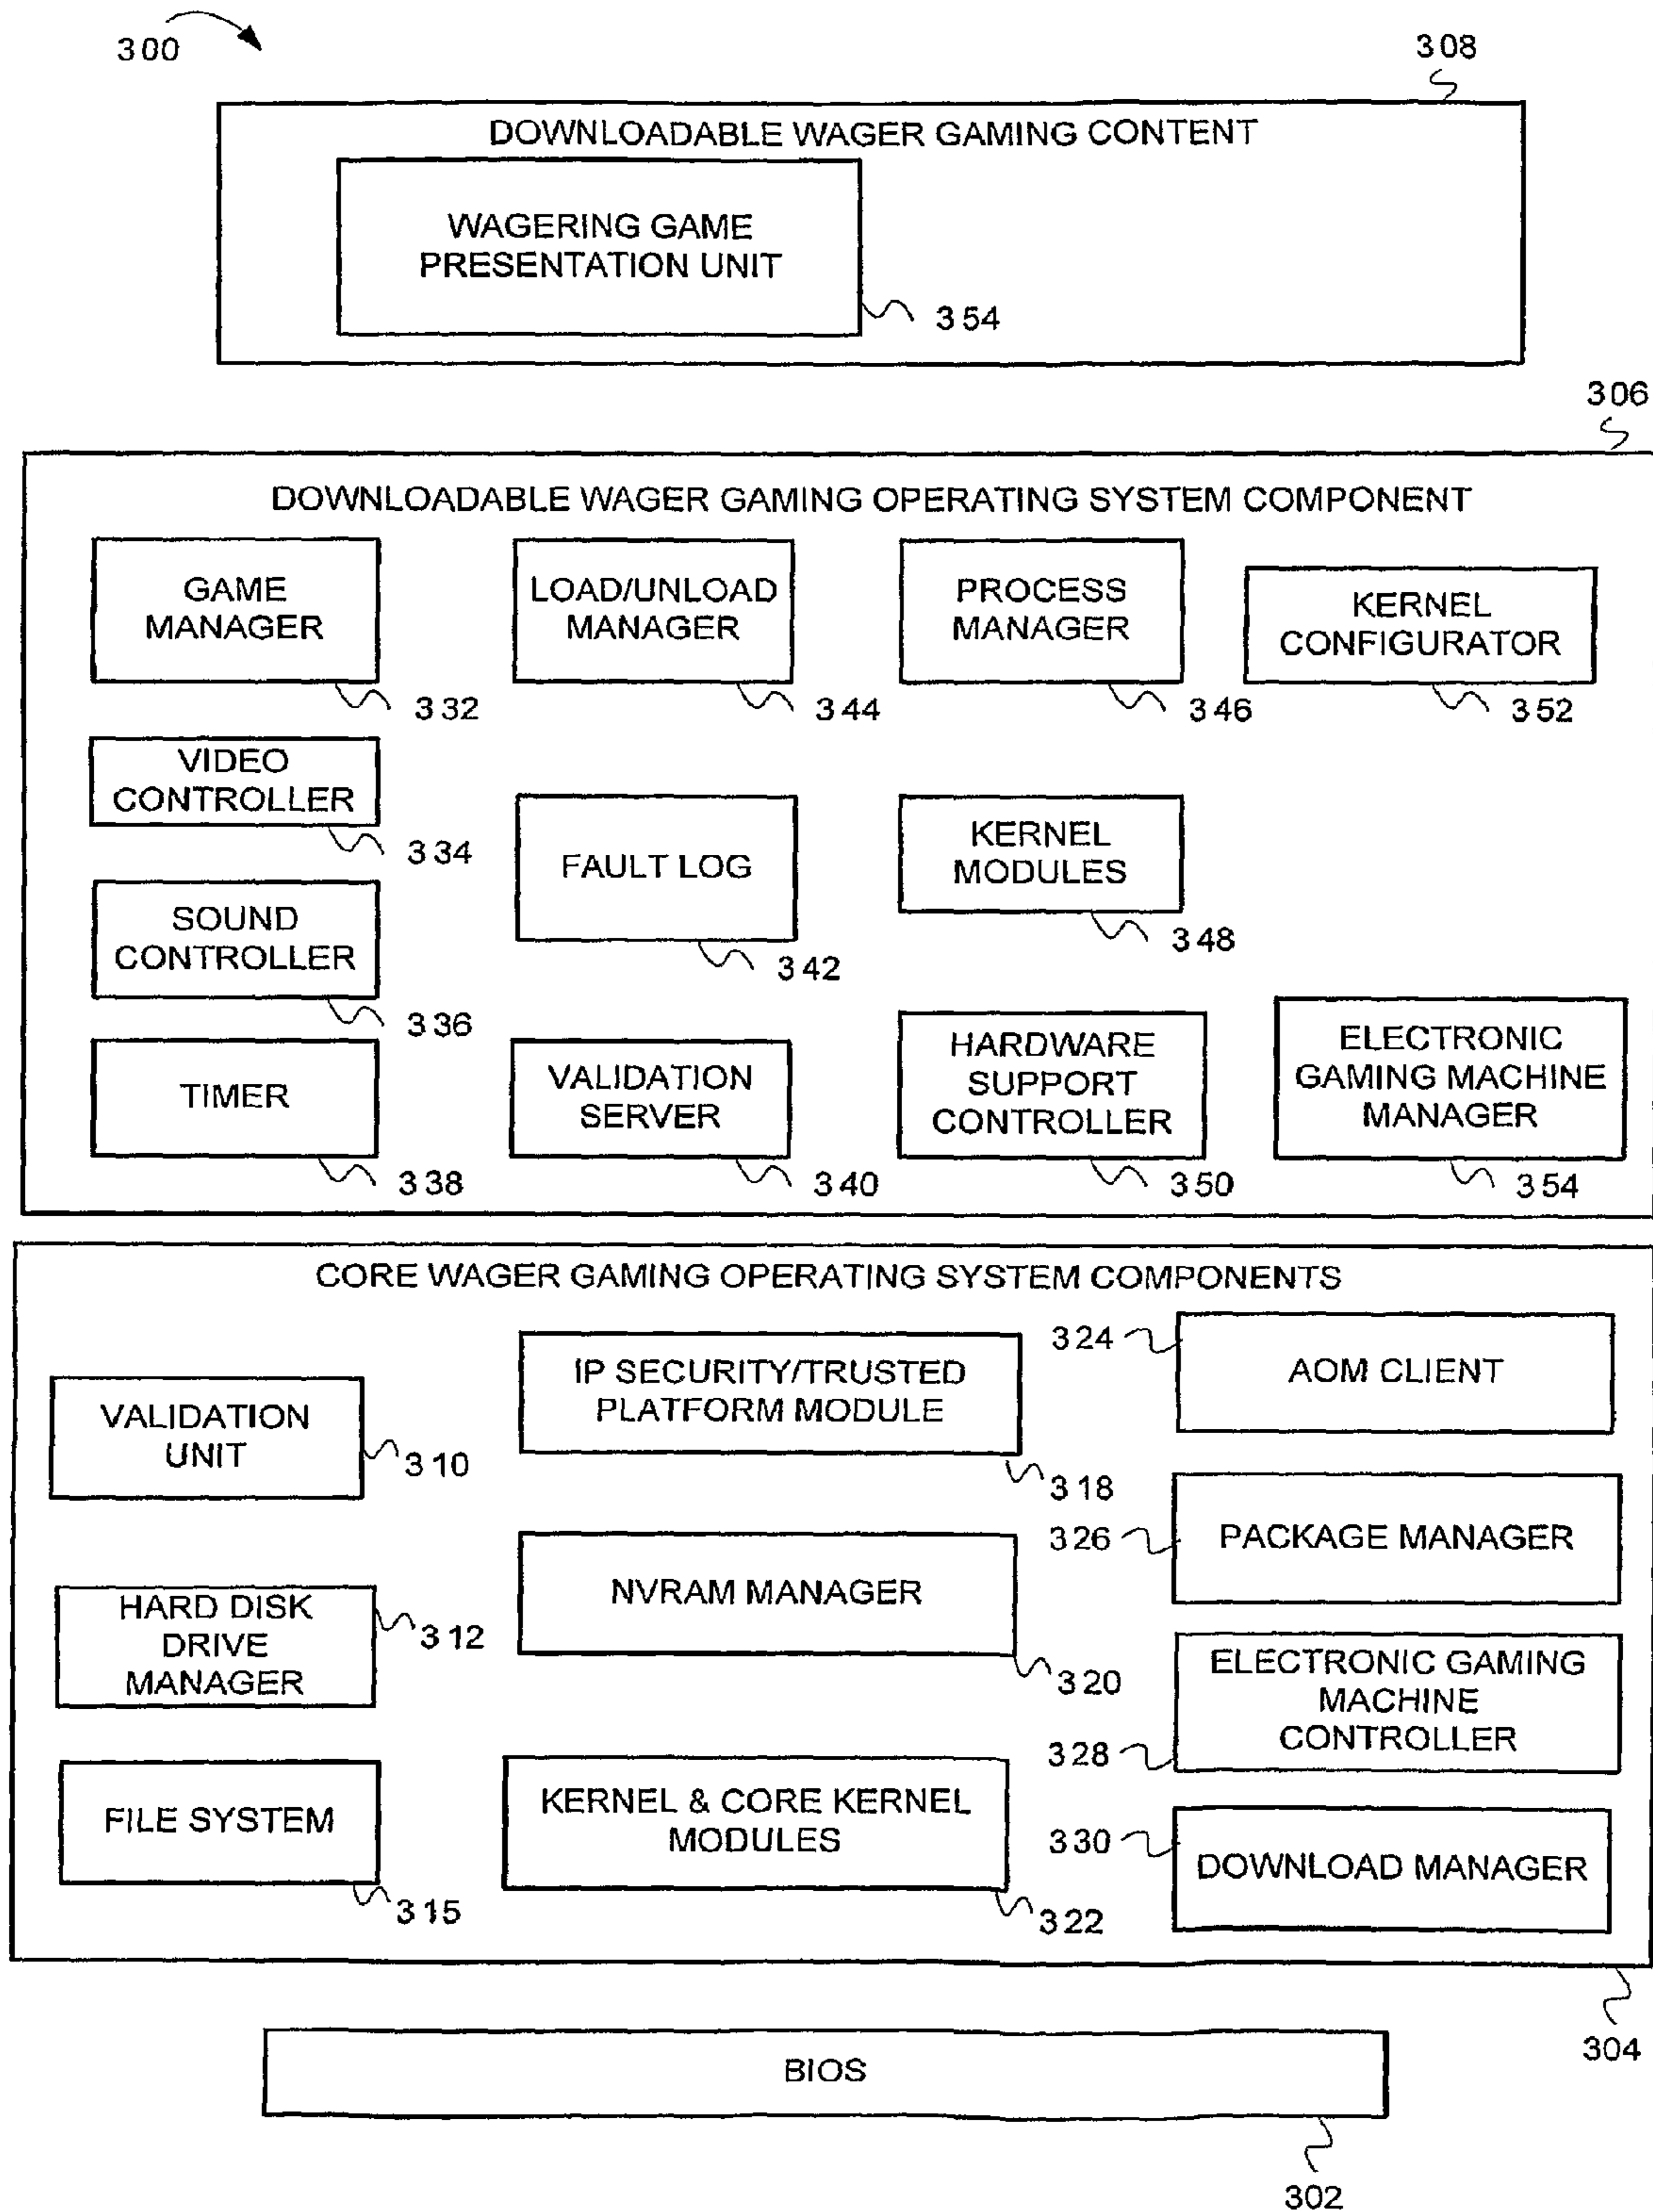 300
308
DOWNLOADABLE WAGER GAMING CONTENT
WAGERING GAME
PRESENTATION UNIT
354
306
DOWNLOADABLE WAGER GAMING OPERATING SYSTEM COMPONENT
GAME
MANAGER
332
LOAD/UNLOAD
MANAGER
344
PROCESS
MANAGER
346
KERNEL
CONFIGURATOR
352
VIDEO
CONTROLLER
334
FAULT LOG
342
KERNEL
MODULES
348
SOUND
CONTROLLER
336
TIMER
338
VALIDATION
SERVER
340
HARDWARE
SUPPORT
CONTROLLER
350
ELECTRONIC
GAMING MACHINE
MANAGER
354
CORE WAGER GAMING OPERATING SYSTEM COMPONENTS
VALIDATION
UNIT
310
IP SECURITY/TRUSTED
PLATFORM MODULE
318
324
AOM CLIENT
HARD DISK
DRIVE
MANAGER
312
NVRAM MANAGER
320
326
PACKAGE MANAGER
ELECTRONIC GAMING
MACHINE
CONTROLLER
328
FILE SYSTEM
315
KERNEL & CORE KERNEL
MODULES
322
330
DOWNLOAD MANAGER
304
BIOS
302